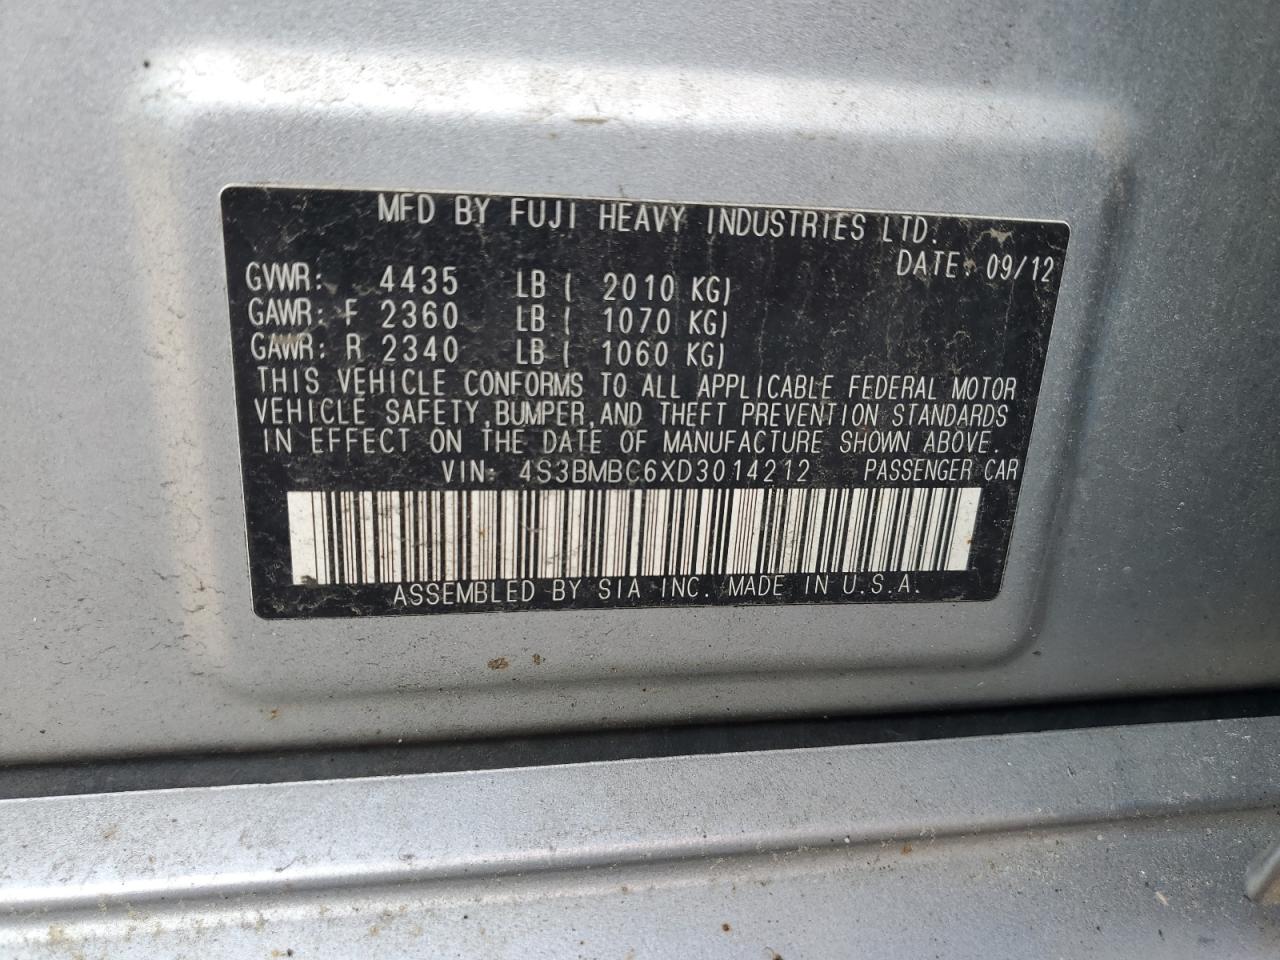 MFD BY FUJI HEAVY INDUSTRIES LTD.
DATE: 09/12
GVWR: 4435 LB ( 2010 KG)
GAWR: F 2360 LB ( 1070 KG)
GAWR: R 2340 LB ( 1060 KG)
THIS VEHICLE CONFORMS TO ALL APPLICABLE FEDERAL MOTOR
VEHICLE SAFETY, BUMPER, AND THEFT PREVENTION STANDARDS
IN EFFECT ON THE DATE OF MANUFACTURE SHOWN ABOVE.
VIN: 4S3BMBC6XD3014212 PASSENGER CAR
ASSEMBLED BY SIA INC. MADE IN U.S.A.